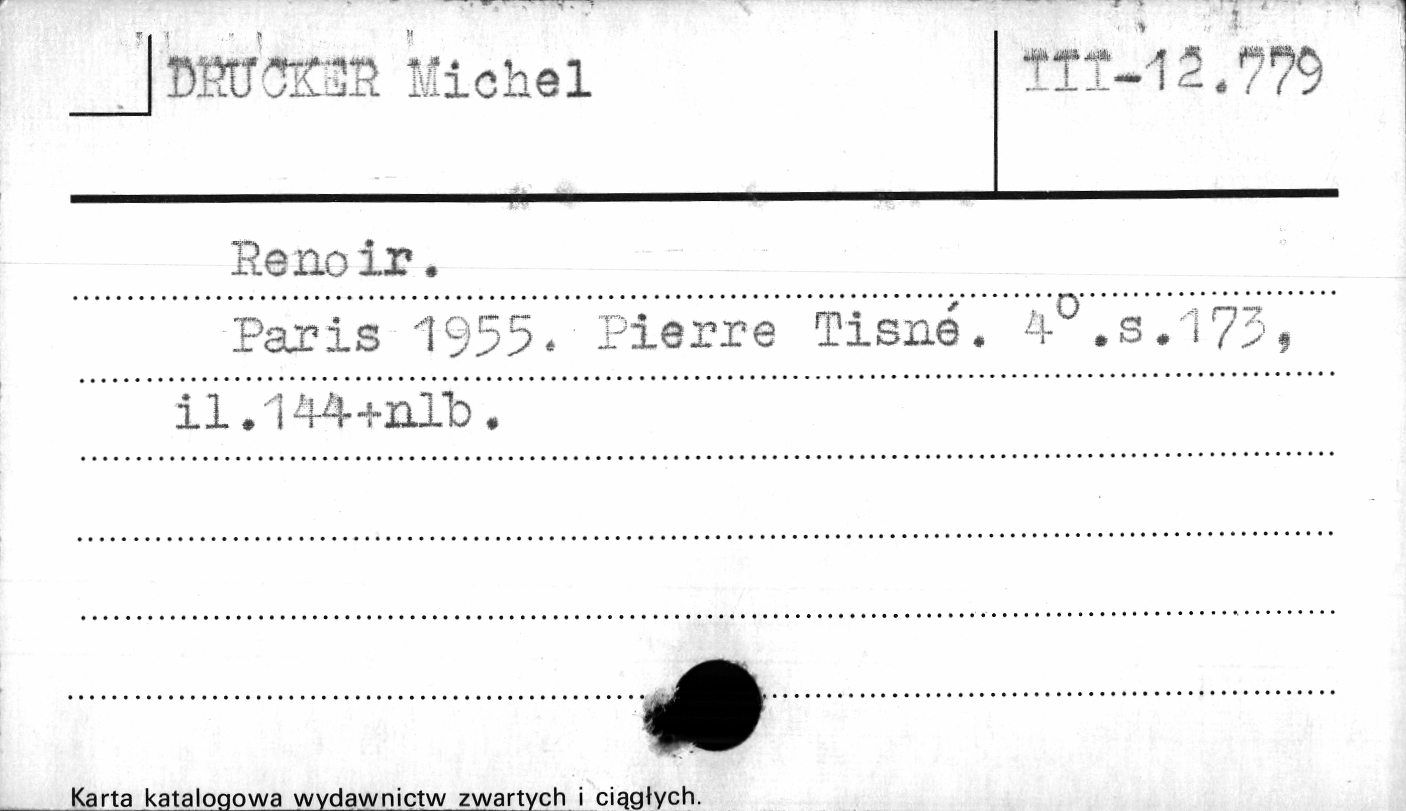 DRUCKER Michel
III-12.779
Renoir.
Paris 1955. Pierre Tisné. 4°.s.173,
il.144+nlb.
Karta katalogowa wydawnictw zwartych i ciągłych.